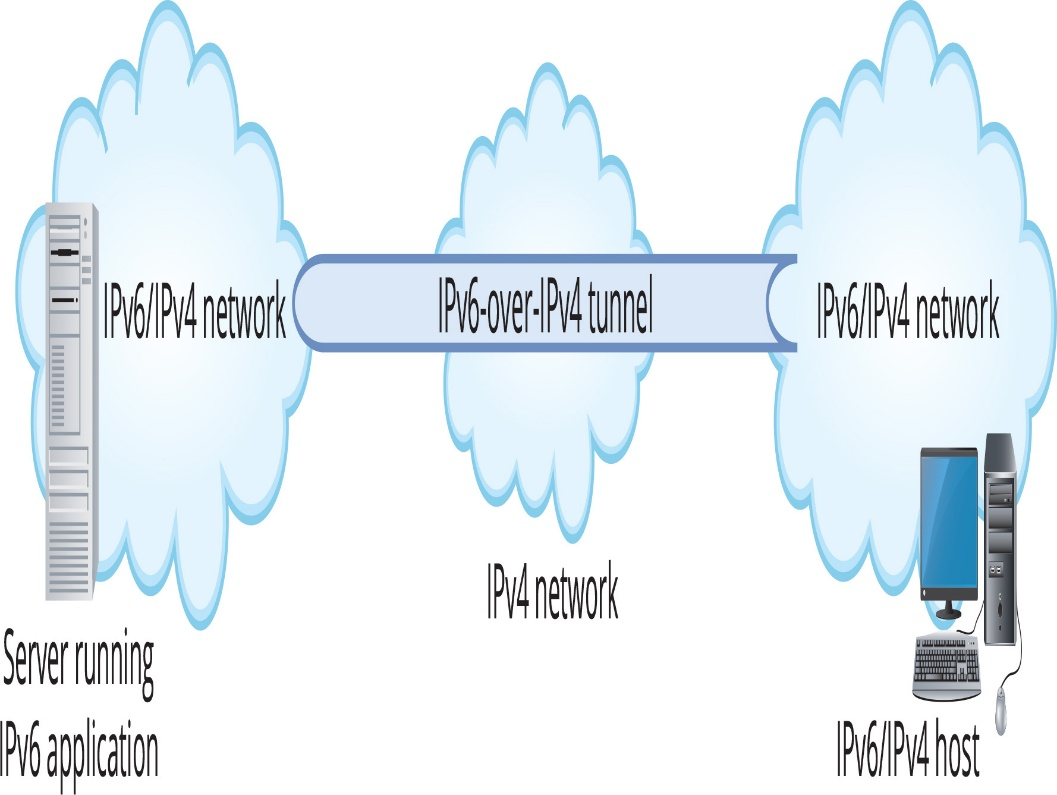 IPv6/IPv4 network
IPv6-over-IPv4 tunnel
IPv6/IPv4 network
IPv4 network
Server running
IPv6 application
IPv6/IPv4 host